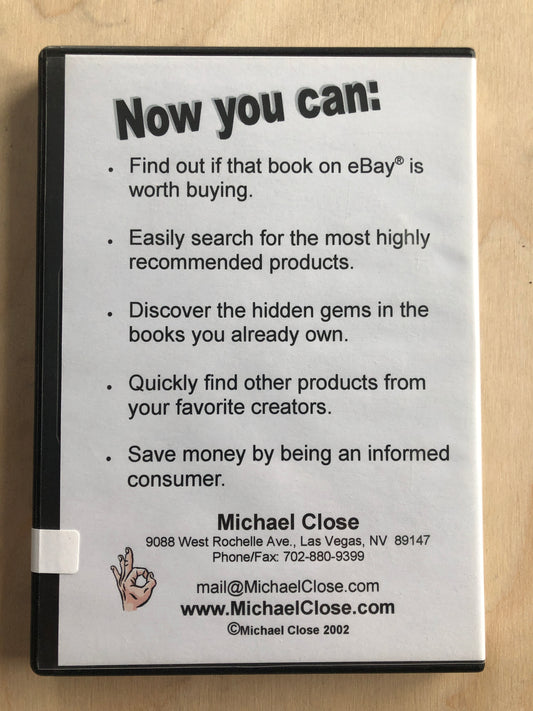 Now you can:
• Find out if that book on eBay® is
worth buying.
• Easily search for the most highly
recommended products.
• Discover the hidden gems in the
books you already own.
• Quickly find other products from
your favorite creators.
• Save money by being an informed
consumer.
Michael Close
9088 West Rochelle Ave., Las Vegas, NV 89147
Phone/Fax: 702-880-9399
mail@MichaelClose.com
www.MichaelClose.com
©Michael Close 2002